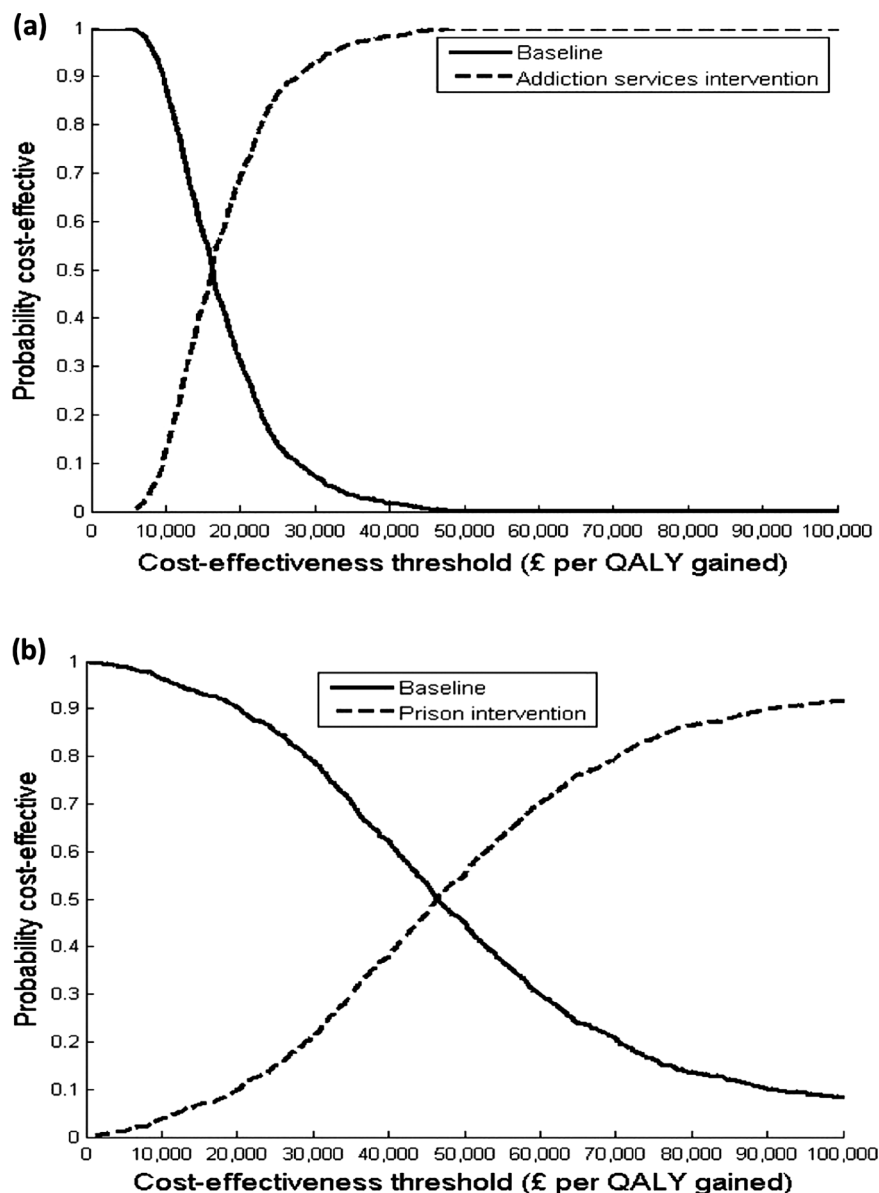 (a)
1
Baseline
0.9
Addiction services intervention
0.8
0.7
0.6
0.5
0.4
0.3
0.2
0.1
0
Probability cost-effective
0 10,000 20,000 30,000 40,000 50,000 60,000 70,000 80,000 90,000 100,000
Cost-effectiveness threshold (£ per QALY gained)
(b)
1
Baseline
0.9
Prison intervention
0.8
0.7
0.6
0.5
0.4
0.3
0.2
0.1
0
Probability cost-effective
0 10,000 20,000 30,000 40,000 50,000 60,000 70,000 80,000 90,000 100,000
Cost-effectiveness threshold (£ per QALY gained)